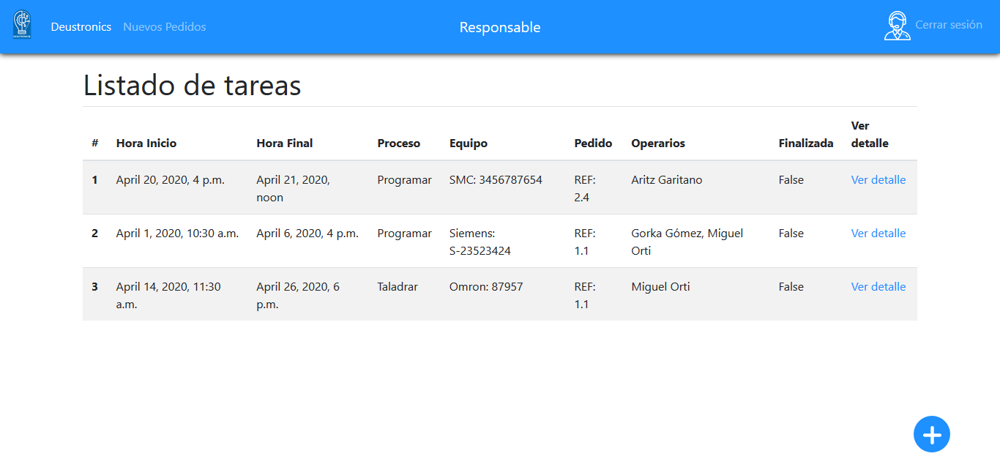 DEUSTRONICS
Deustronics Nuevos Pedidos Responsable Cerrar sesión
Listado de tareas
# Hora Inicio Hora Final Proceso Equipo Pedido Operarios Finalizada Ver detalle
1 April 20, 2020, 4 p.m. April 21, 2020, noon Programar SMC: 3456787654 REF: 2.4 Aritz Garitano False Ver detalle
2 April 1, 2020, 10:30 a.m. April 6, 2020, 4 p.m. Programar Siemens: S-23523424 REF: 1.1 Gorka Gómez, Miguel Orti False Ver detalle
3 April 14, 2020, 11:30 a.m. April 26, 2020, 6 p.m. Taladrar Omron: 87957 REF: 1.1 Miguel Orti False Ver detalle